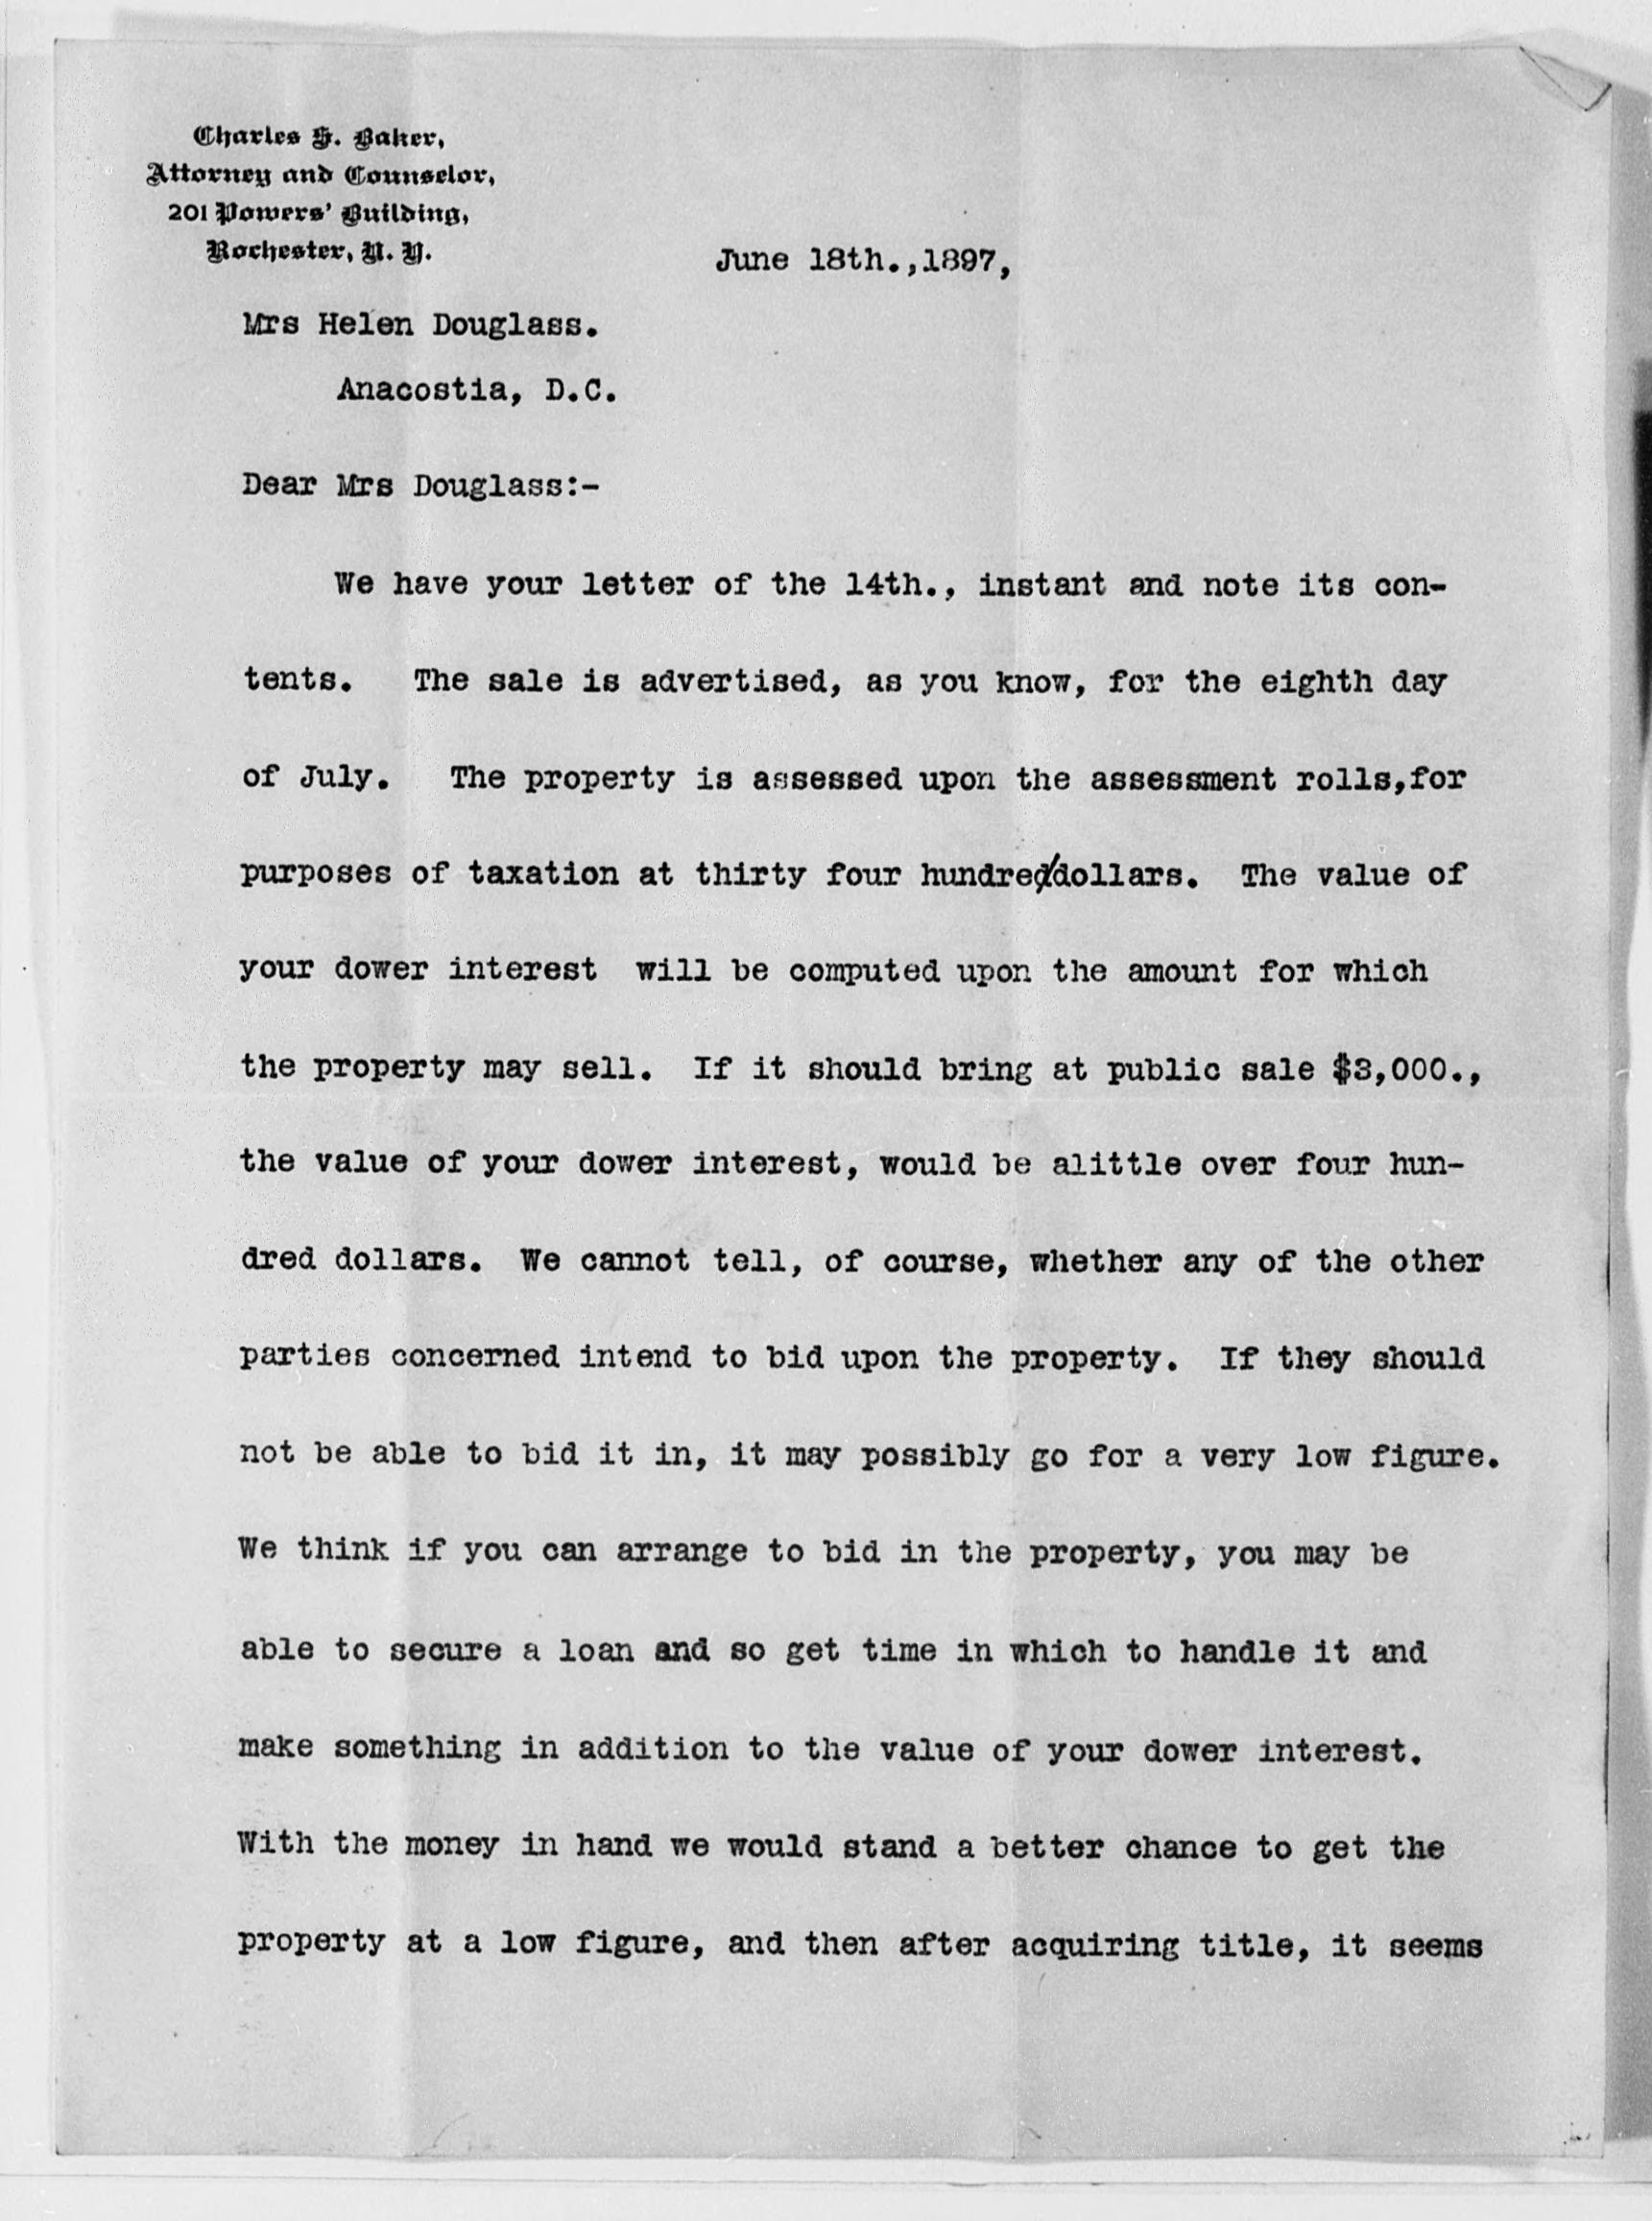 Charles S. Baker,
Attorney and Counselor,
201 Powers' Building,
Rochester, N. Y.
June 18th.,1897,
Mrs Helen Douglass.
Anacostia, D.C.
Dear Mrs Douglass:-
We have your letter of the 14th., instant and note its con-
tents. The sale is advertised, as you know, for the eighth day
of July. The property is assessed upon the assessment rolls,for
purposes of taxation at thirty four hundred/dollars. The value of
your dower interest will be computed upon the amount for which
the property may sell. If it should bring at public sale $3,000.,
the value of your dower interest, would be alittle over four hun-
dred dollars. We cannot tell, of course, whether any of the other
parties concerned intend to bid upon the property. If they should
not be able to bid it in, it may possibly go for a very low figure.
We think if you can arrange to bid in the property, you may be
able to secure a loan and so get time in which to handle it and
make something in addition to the value of your dower interest.
With the money in hand we would stand a better chance to get the
property at a low figure, and then after acquiring title, it seems